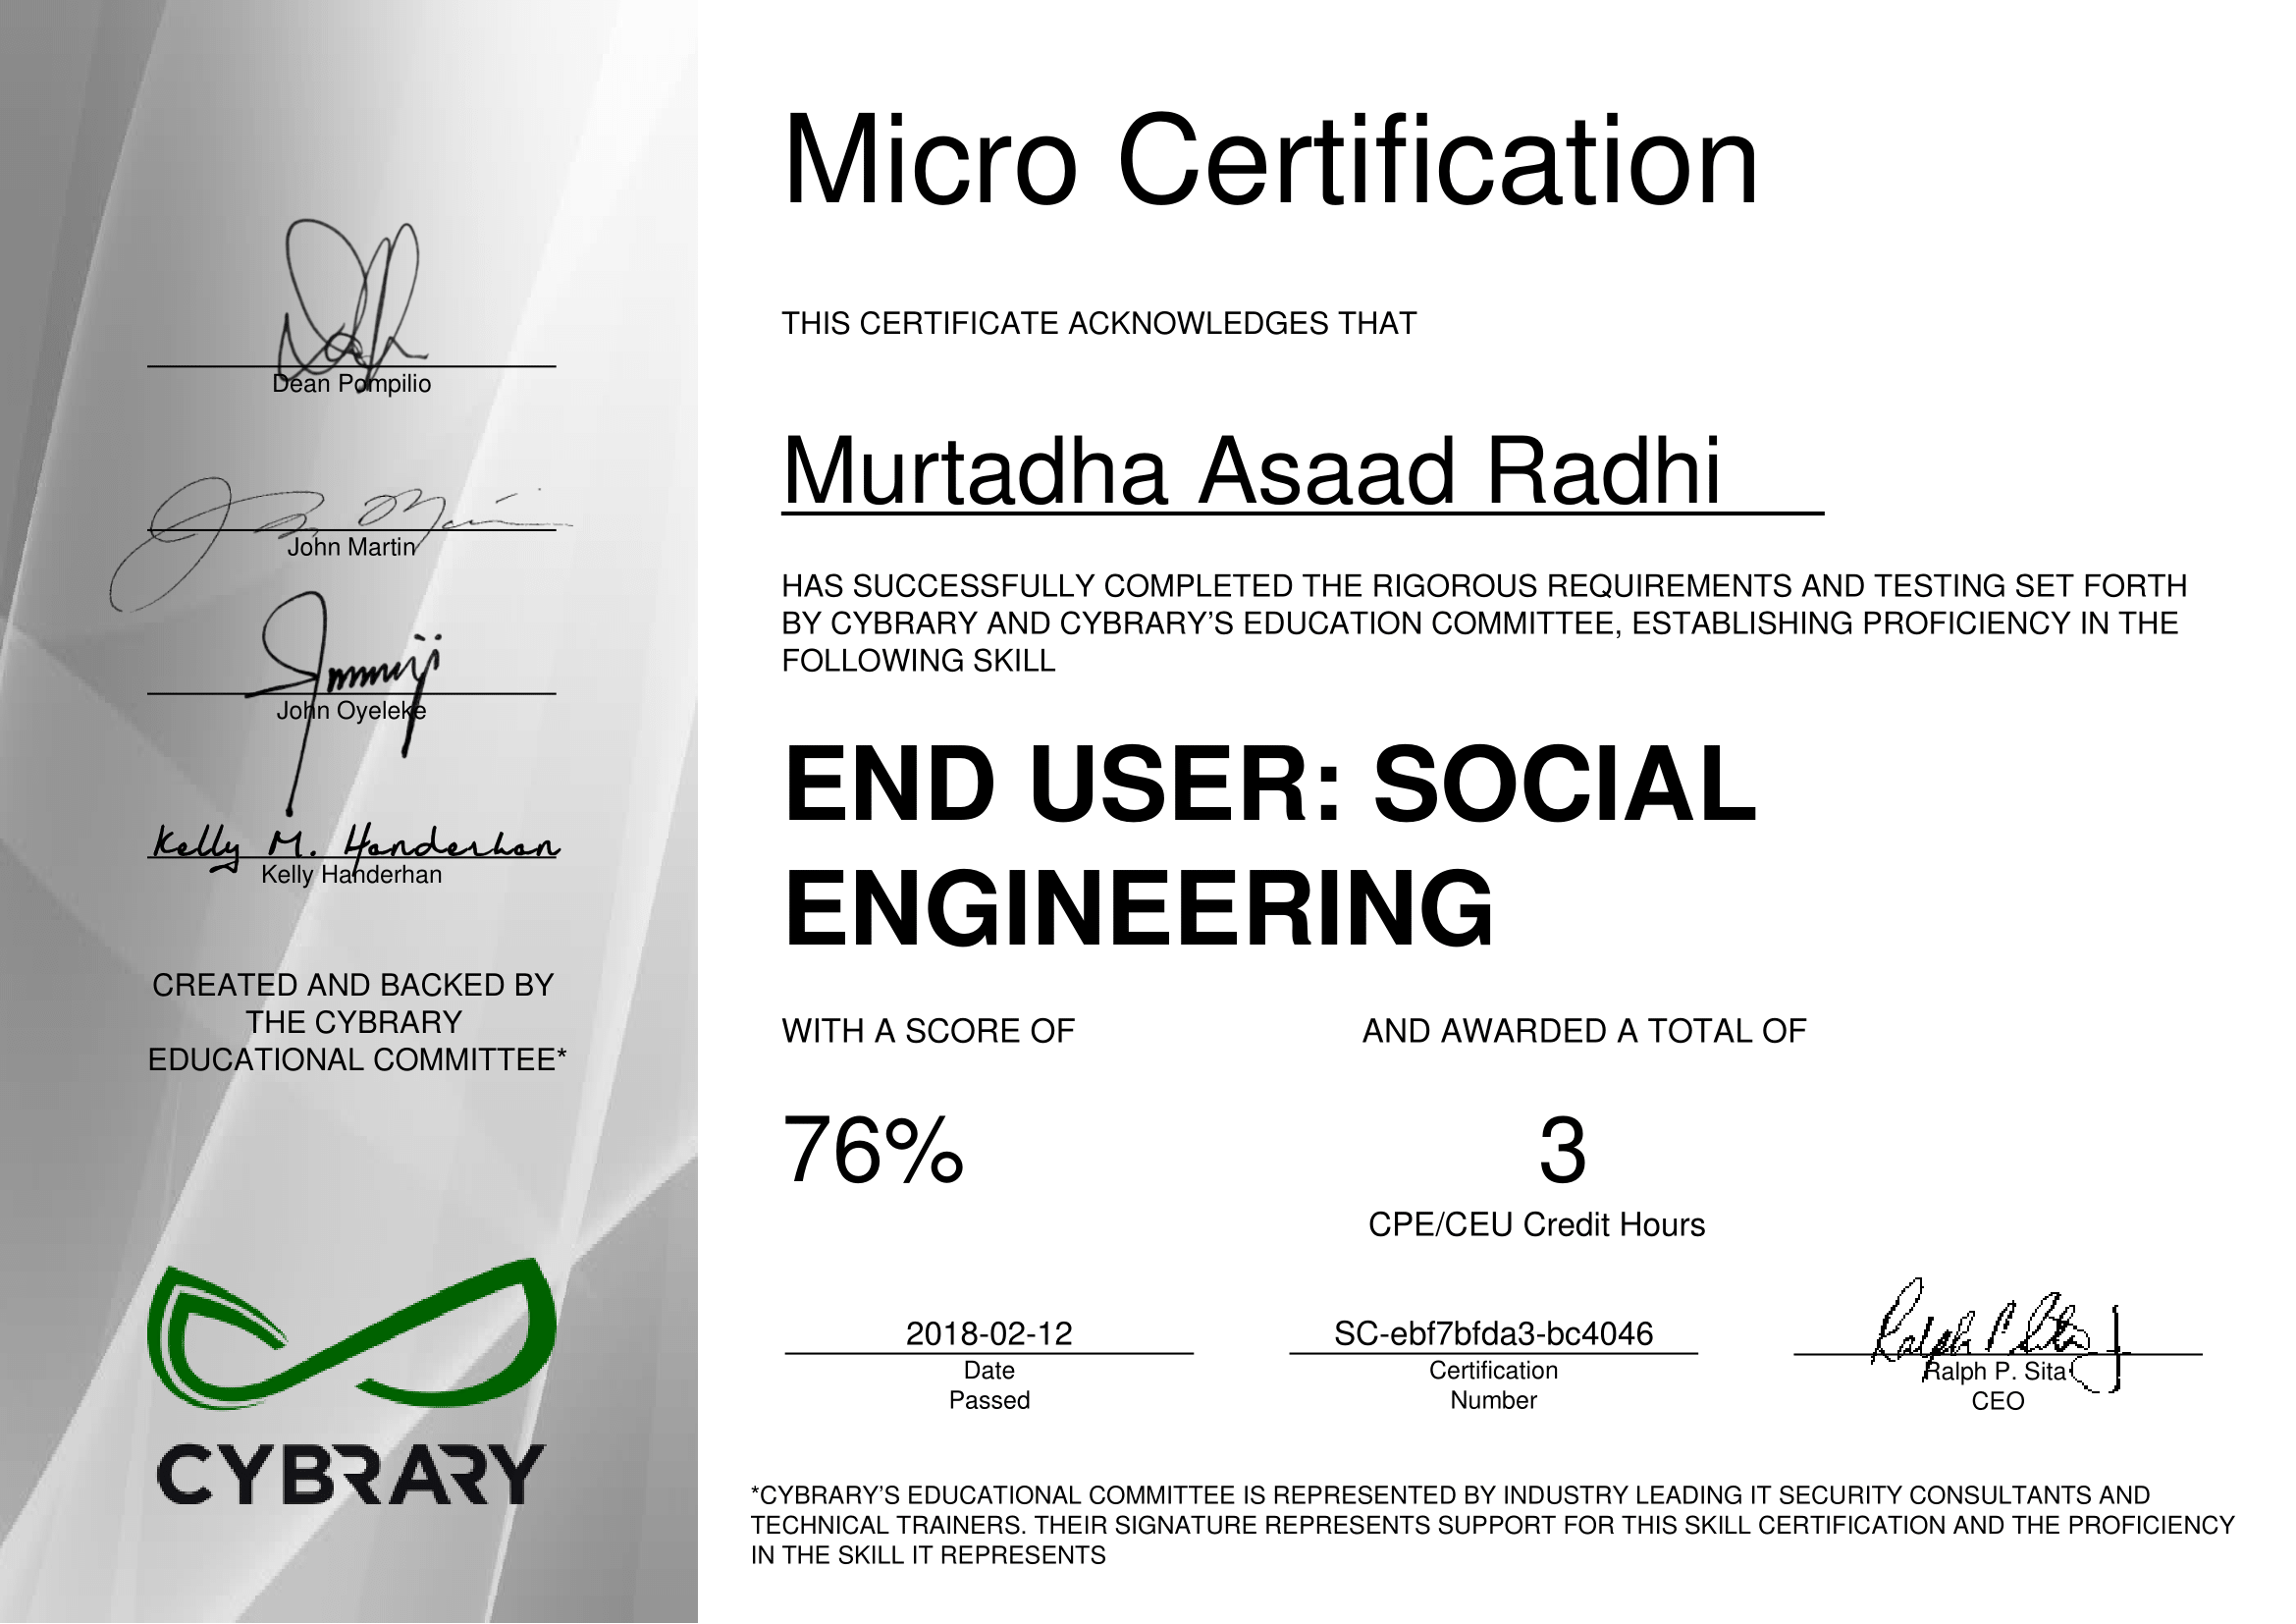 Micro Certification
THIS CERTIFICATE ACKNOWLEDGES THAT
Murtadha Asaad Radhi
HAS SUCCESSFULLY COMPLETED THE RIGOROUS REQUIREMENTS AND TESTING SET FORTH
BY CYBRARY AND CYBRARY’S EDUCATION COMMITTEE, ESTABLISHING PROFICIENCY IN THE
FOLLOWING SKILL
END USER: SOCIAL
ENGINEERING
WITH A SCORE OF
76%
AND AWARDED A TOTAL OF
3
CPE/CEU Credit Hours
2018-02-12
Date
Passed
SC-ebf7bfda3-bc4046
Certification
Number
Ralph P. Sita
Ralph P. Sita
CEO
*CYBRARY’S EDUCATIONAL COMMITTEE IS REPRESENTED BY INDUSTRY LEADING IT SECURITY CONSULTANTS AND
TECHNICAL TRAINERS. THEIR SIGNATURE REPRESENTS SUPPORT FOR THIS SKILL CERTIFICATION AND THE PROFICIENCY
IN THE SKILL IT REPRESENTS
Dean Pompilio
John Martin
John Oyeleke
Kelly M. Handerhan
Kelly Handerhan
CREATED AND BACKED BY
THE CYBRARY
EDUCATIONAL COMMITTEE*
CYBRARY